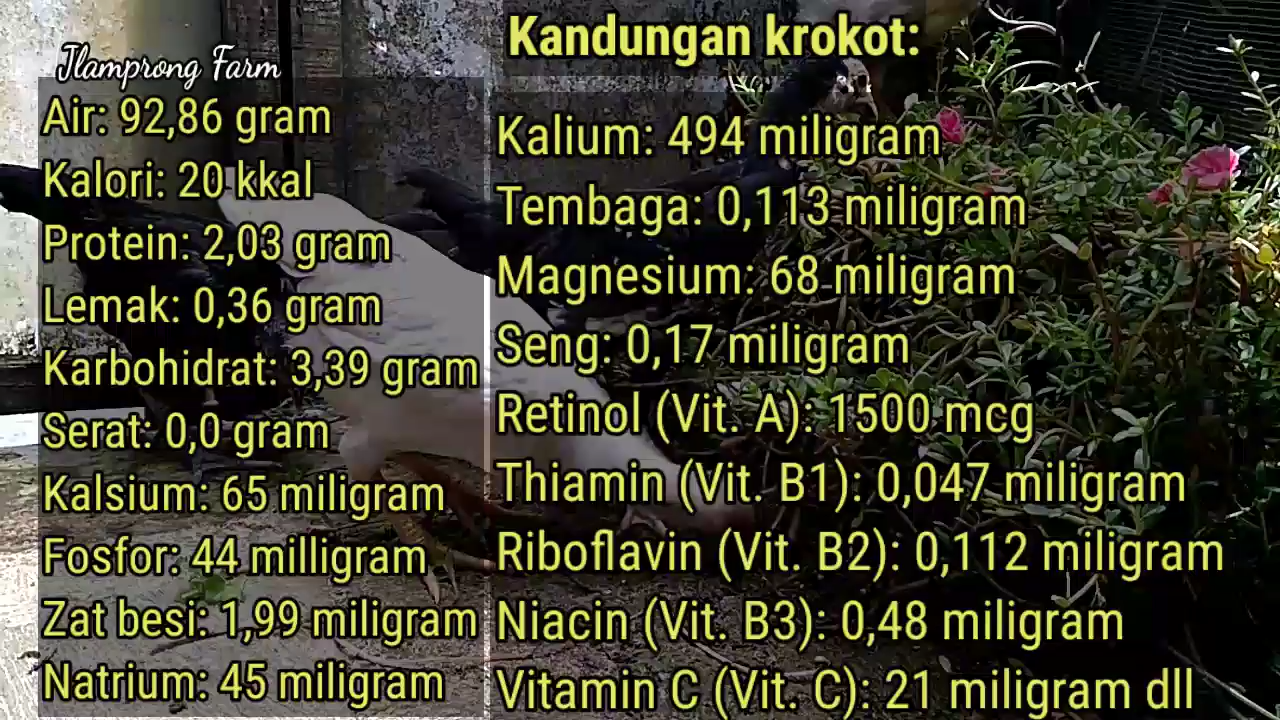 Jlamprong Farm
Kandungan krokot:
Air: 92,86 gram
Kalori: 20 kkal
Protein: 2,03 gram
Lemak: 0,36 gram
Karbohidrat: 3,39 gram
Serat: 0,0 gram
Kalsium: 65 miligram
Fosfor: 44 milligram
Zat besi: 1,99 miligram
Natrium: 45 miligram
Kalium: 494 miligram
Tembaga: 0,113 miligram
Magnesium: 68 miligram
Seng: 0,17 miligram
Retinol (Vit. A): 1500 mcg
Thiamin (Vit. B1): 0,047 miligram
Riboflavin (Vit. B2): 0,112 miligram
Niacin (Vit. B3): 0,48 miligram
Vitamin C (Vit. C): 21 miligram dll